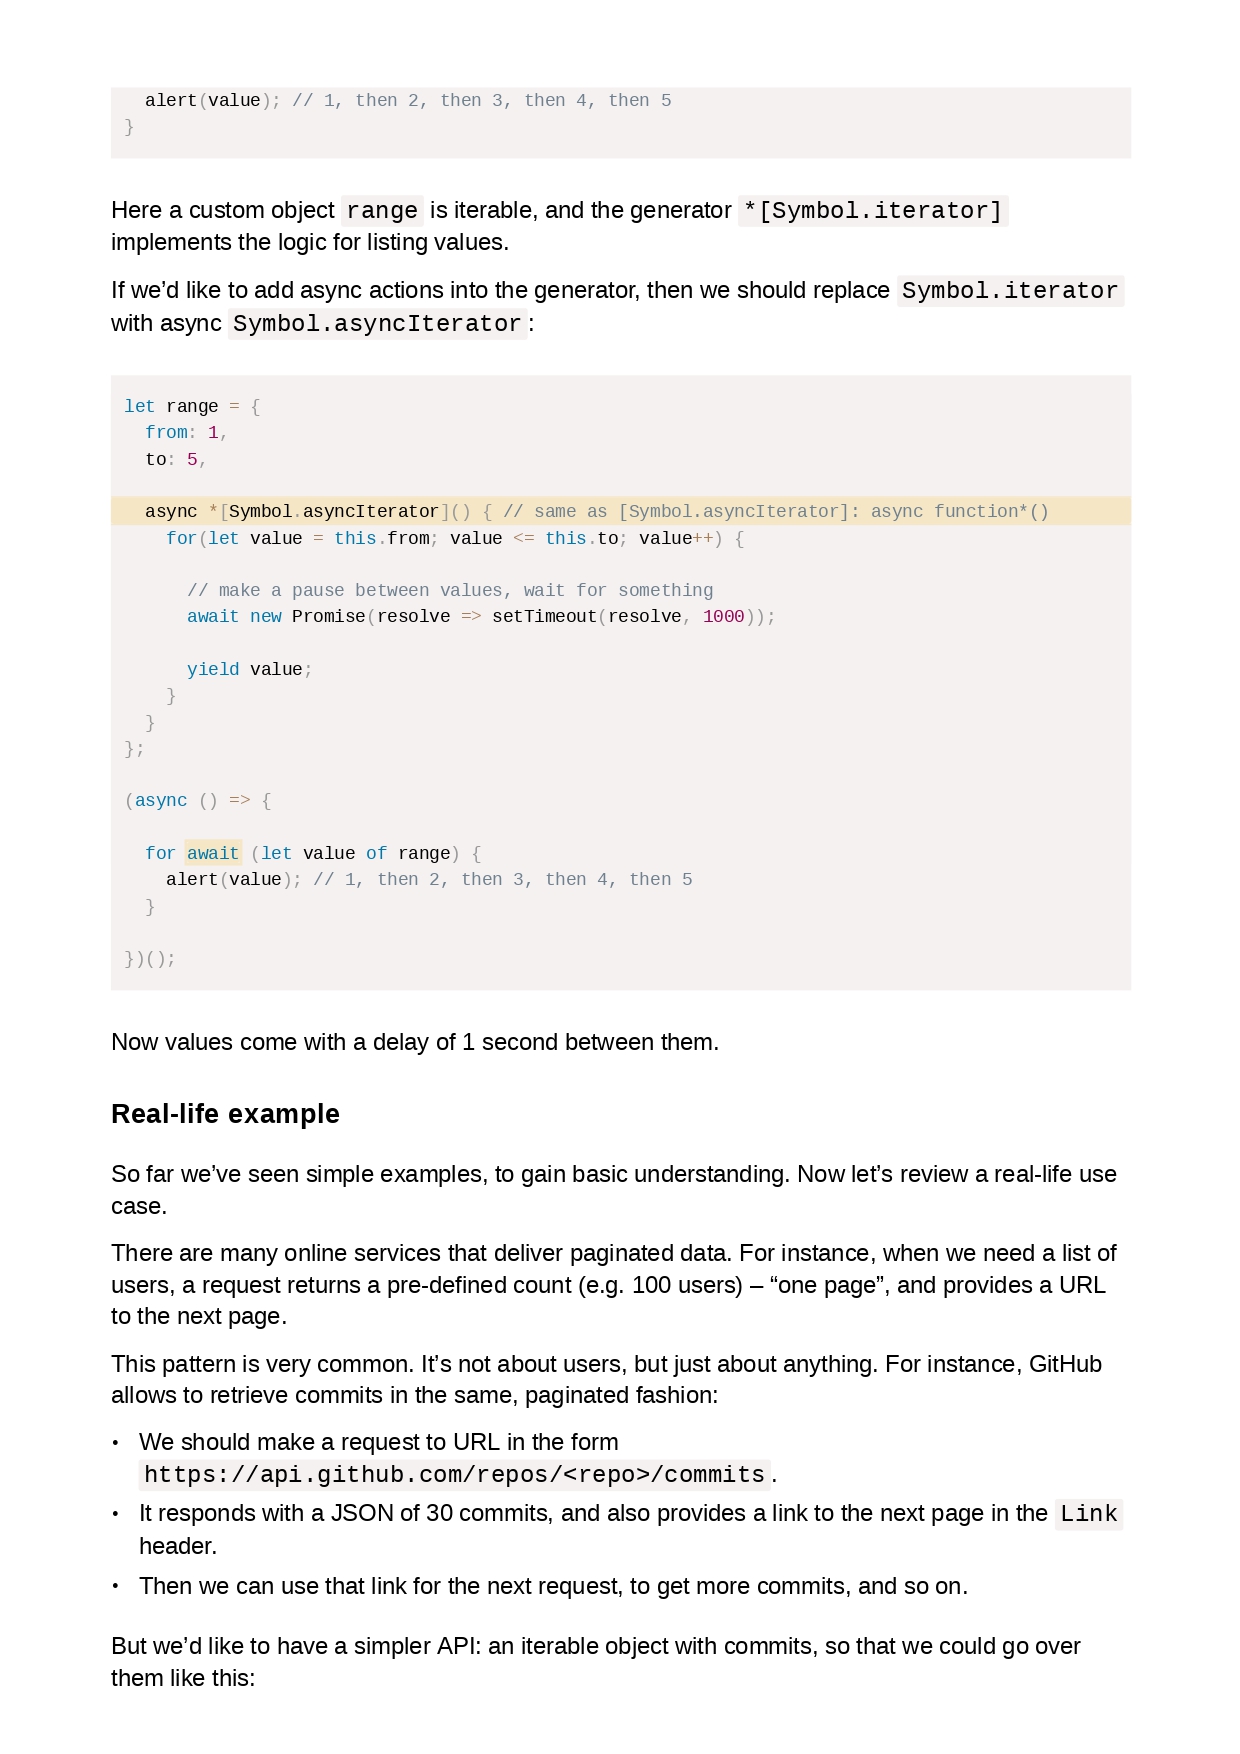 alert(value); // 1, then 2, then 3, then 4, then 5
}
Here a custom object range is iterable, and the generator *[Symbol.iterator]
implements the logic for listing values.
If we’d like to add async actions into the generator, then we should replace Symbol.iterator
with async Symbol.asyncIterator:
let range = {
  from: 1,
  to: 5,
  async *[Symbol.asyncIterator]() { // same as [Symbol.asyncIterator]: async function*()
    for(let value = this.from; value <= this.to; value++) {
      // make a pause between values, wait for something
      await new Promise(resolve => setTimeout(resolve, 1000));
      yield value;
    }
  }
};
(async () => {
  for await (let value of range) {
    alert(value); // 1, then 2, then 3, then 4, then 5
  }
})();
Now values come with a delay of 1 second between them.
Real-life example
So far we’ve seen simple examples, to gain basic understanding. Now let’s review a real-life use
case.
There are many online services that deliver paginated data. For instance, when we need a list of
users, a request returns a pre-defined count (e.g. 100 users) – “one page”, and provides a URL
to the next page.
This pattern is very common. It’s not about users, but just about anything. For instance, GitHub
allows to retrieve commits in the same, paginated fashion:
• We should make a request to URL in the form
https://api.github.com/repos/<repo>/commits.
• It responds with a JSON of 30 commits, and also provides a link to the next page in the Link
header.
• Then we can use that link for the next request, to get more commits, and so on.
But we’d like to have a simpler API: an iterable object with commits, so that we could go over
them like this: